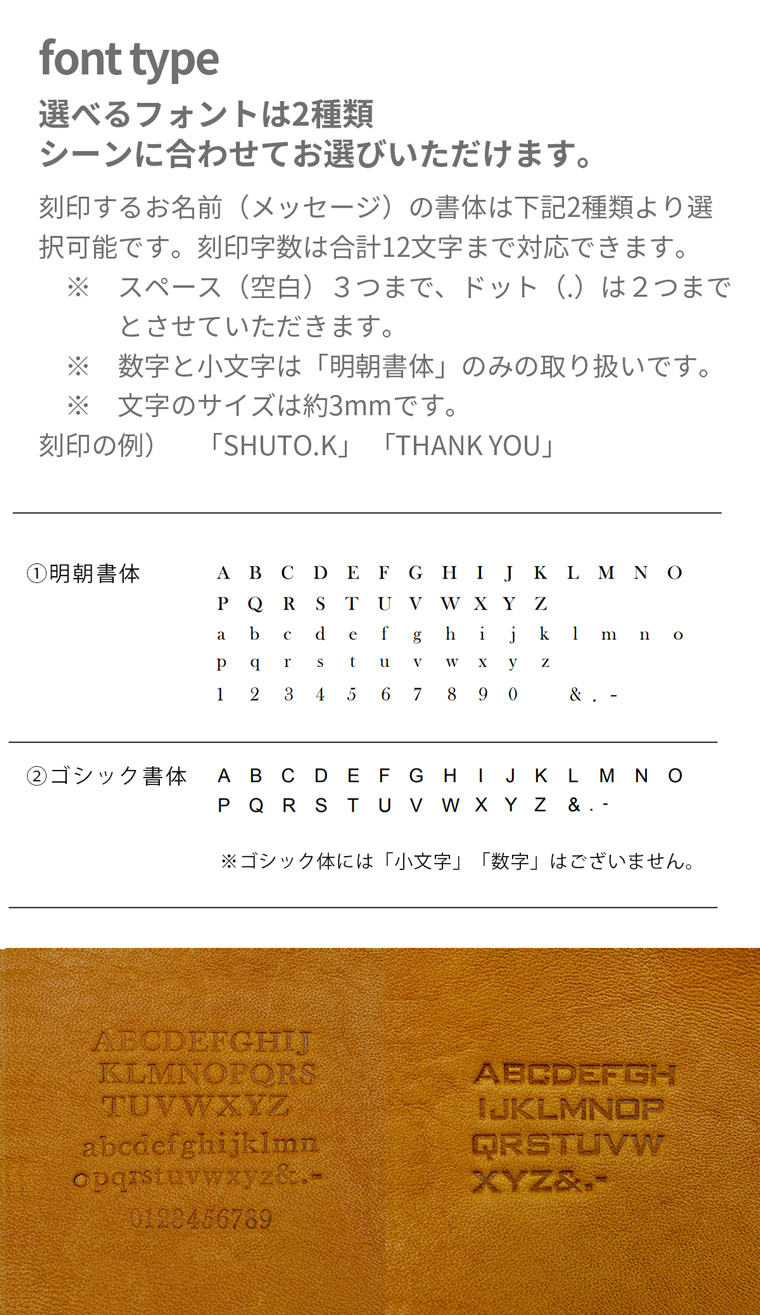 font type
選べるフォントは2種類
シーンに合わせてお選びいただけます。
刻印するお名前（メッセージ）の書体は下記2種類より選
択可能です。刻印字数は合計12文字まで対応できます。
※　スペース（空白）３つまで、ドット（.）は２つまで
とさせていただきます。
※　数字と小文字は「明朝書体」のみの取り扱いです。
※　文字のサイズは約3mmです。
刻印の例）　「SHUTO.K」「THANK YOU」
①明朝書体 A B C D E F G H I J K L M N O
P Q R S T U V W X Y Z
a b c d e f g h i j k l m n o
p q r s t u v w x y z
1 2 3 4 5 6 7 8 9 0 & . -
②ゴシック書体 A B C D E F G H I J K L M N O
P Q R S T U V W X Y Z & . -
※ゴシック体には「小文字」「数字」はございません。
ABCDEFGHIJ
KLMNOPQRS
TUVWXYZ
abcdefghijklmn
opqrstuvwxyz&.-
0123456789
ABCDEFGH
IJKLMNOP
QRSTUVW
XYZ&.-